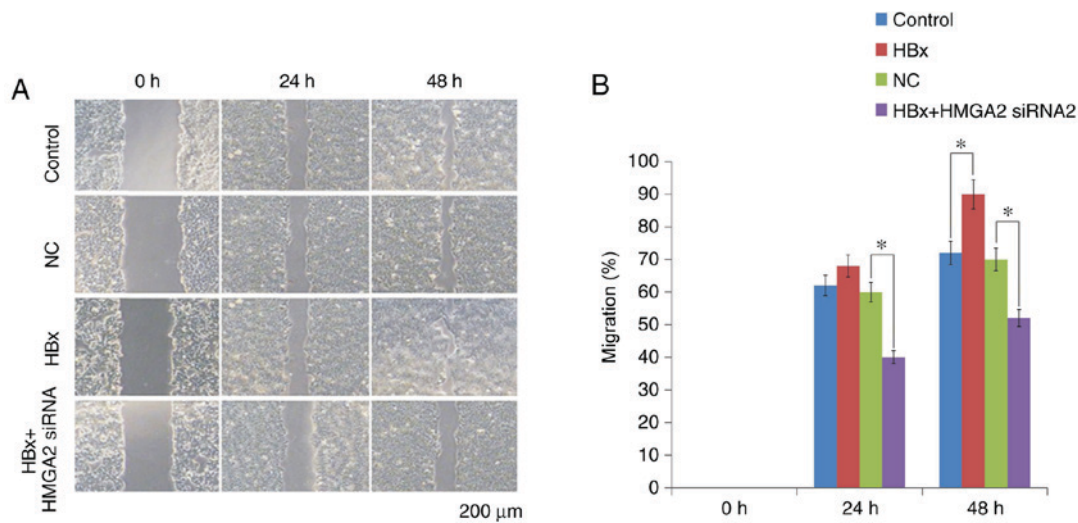 A
0 h 24 h 48 h
Control
NC
HBx
HBx+
HMGA2 siRNA
200 μm
B
Control
HBx
NC
HBx+HMGA2 siRNA2
Migration (%)
100
90
80
70
60
50
40
30
20
10
0
*
*
*
0 h 24 h 48 h